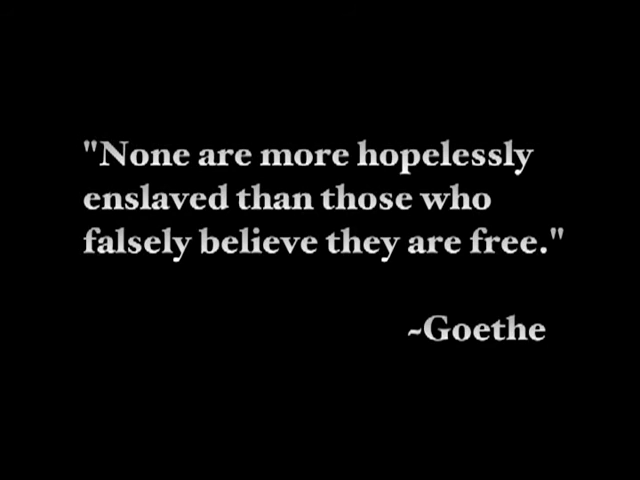 "None are more hopelessly
enslaved than those who
falsely believe they are free."
~Goethe